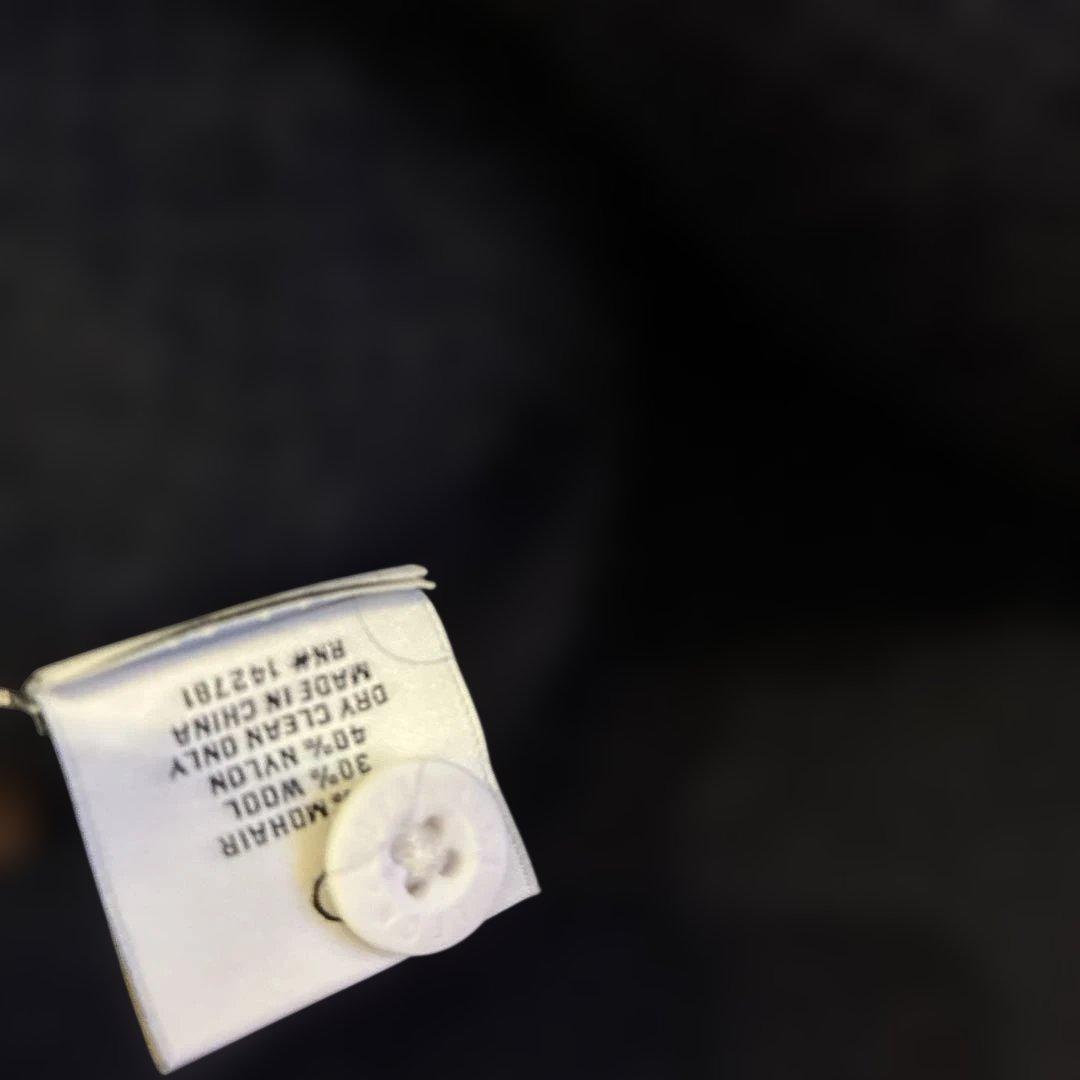 MOHAIR
30% WOOL
40% NYLON
DRY CLEAN ONLY
MADE IN CHINA
RN# 142781